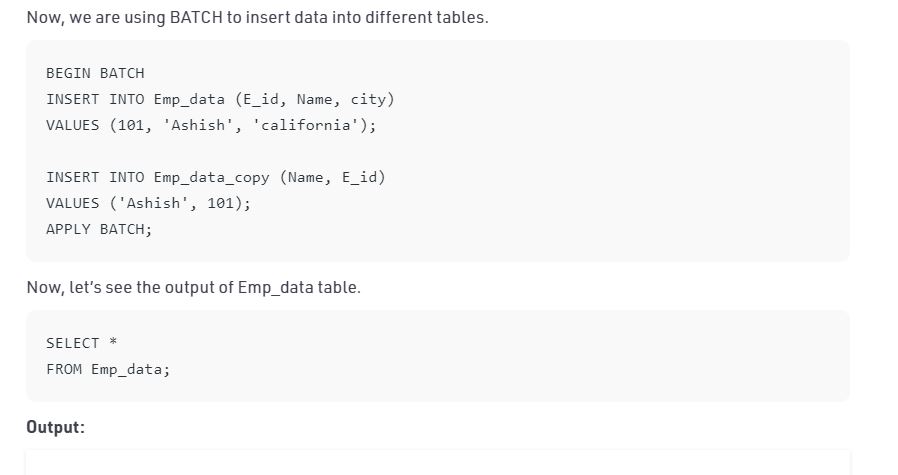 Now, we are using BATCH to insert data into different tables.
BEGIN BATCH
INSERT INTO Emp_data (E_id, Name, city)
VALUES (101, 'Ashish', 'california');
INSERT INTO Emp_data_copy (Name, E_id)
VALUES ('Ashish', 101);
APPLY BATCH;
Now, let’s see the output of Emp_data table.
SELECT *
FROM Emp_data;
Output: